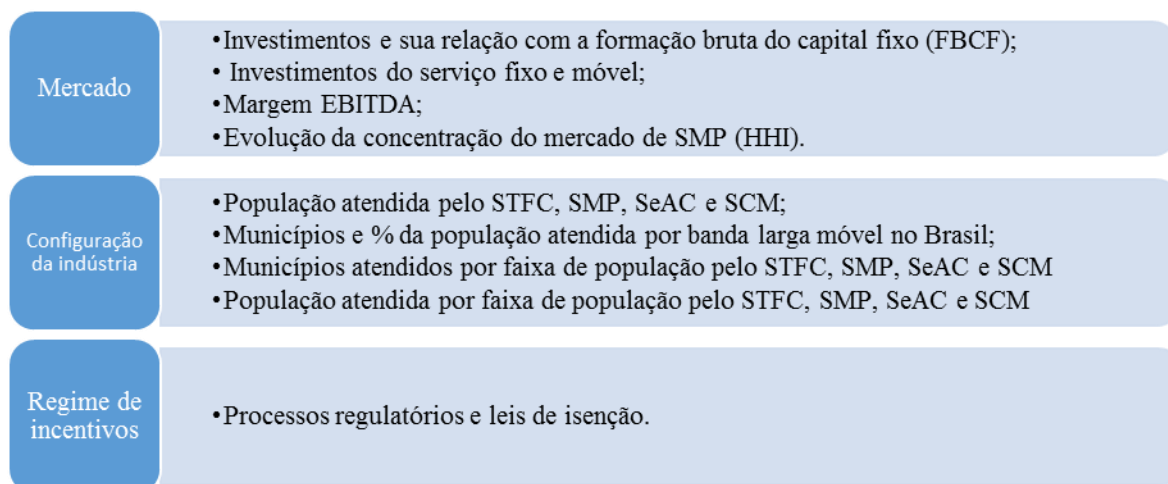 Mercado
•Investimentos e sua relação com a formação bruta do capital fixo (FBCF);
• Investimentos do serviço fixo e móvel;
•Margem EBITDA;
•Evolução da concentração do mercado de SMP (HHI).
Configuração
da indústria
•População atendida pelo STFC, SMP, SeAC e SCM;
•Municípios e % da população atendida por banda larga móvel no Brasil;
•Municípios atendidos por faixa de população pelo STFC, SMP, SeAC e SCM
•População atendida por faixa de população pelo STFC, SMP, SeAC e SCM
Regime de
incentivos
•Processos regulatórios e leis de isenção.